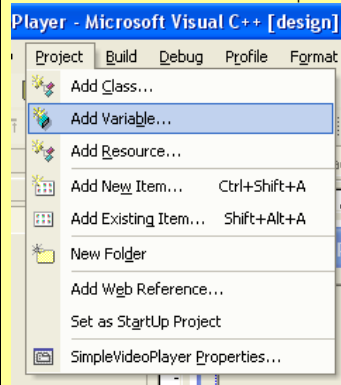 Player - Microsoft Visual C++ [design]
Project Build Debug Profile Format
Add Class...
Add Variable...
Add Resource...
Add New Item... Ctrl+Shift+A
Add Existing Item... Shift+Alt+A
New Folder
Add Web Reference...
Set as StartUp Project
SimpleVideoPlayer Properties...